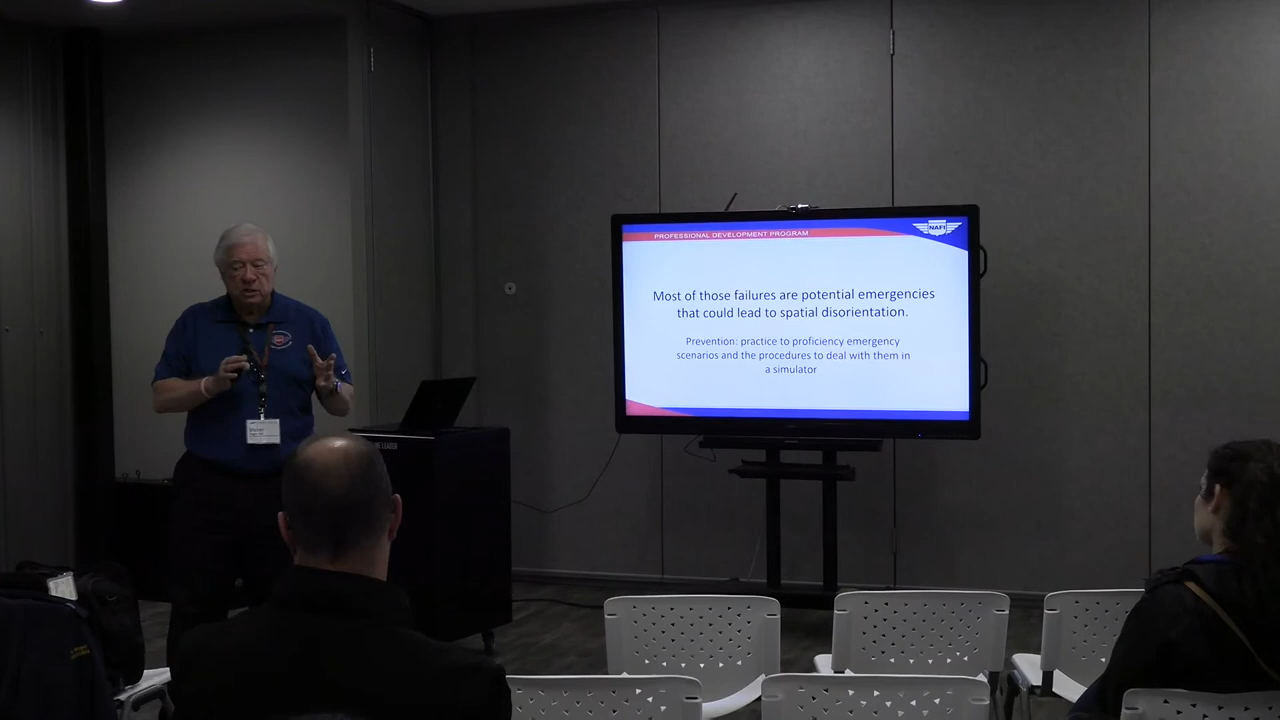 PROFESSIONAL DEVELOPMENT PROGRAM
NAFI
Most of those failures are potential emergencies
that could lead to spatial disorientation.
Prevention: practice to proficiency emergency
scenarios and the procedures to deal with them in
a simulator